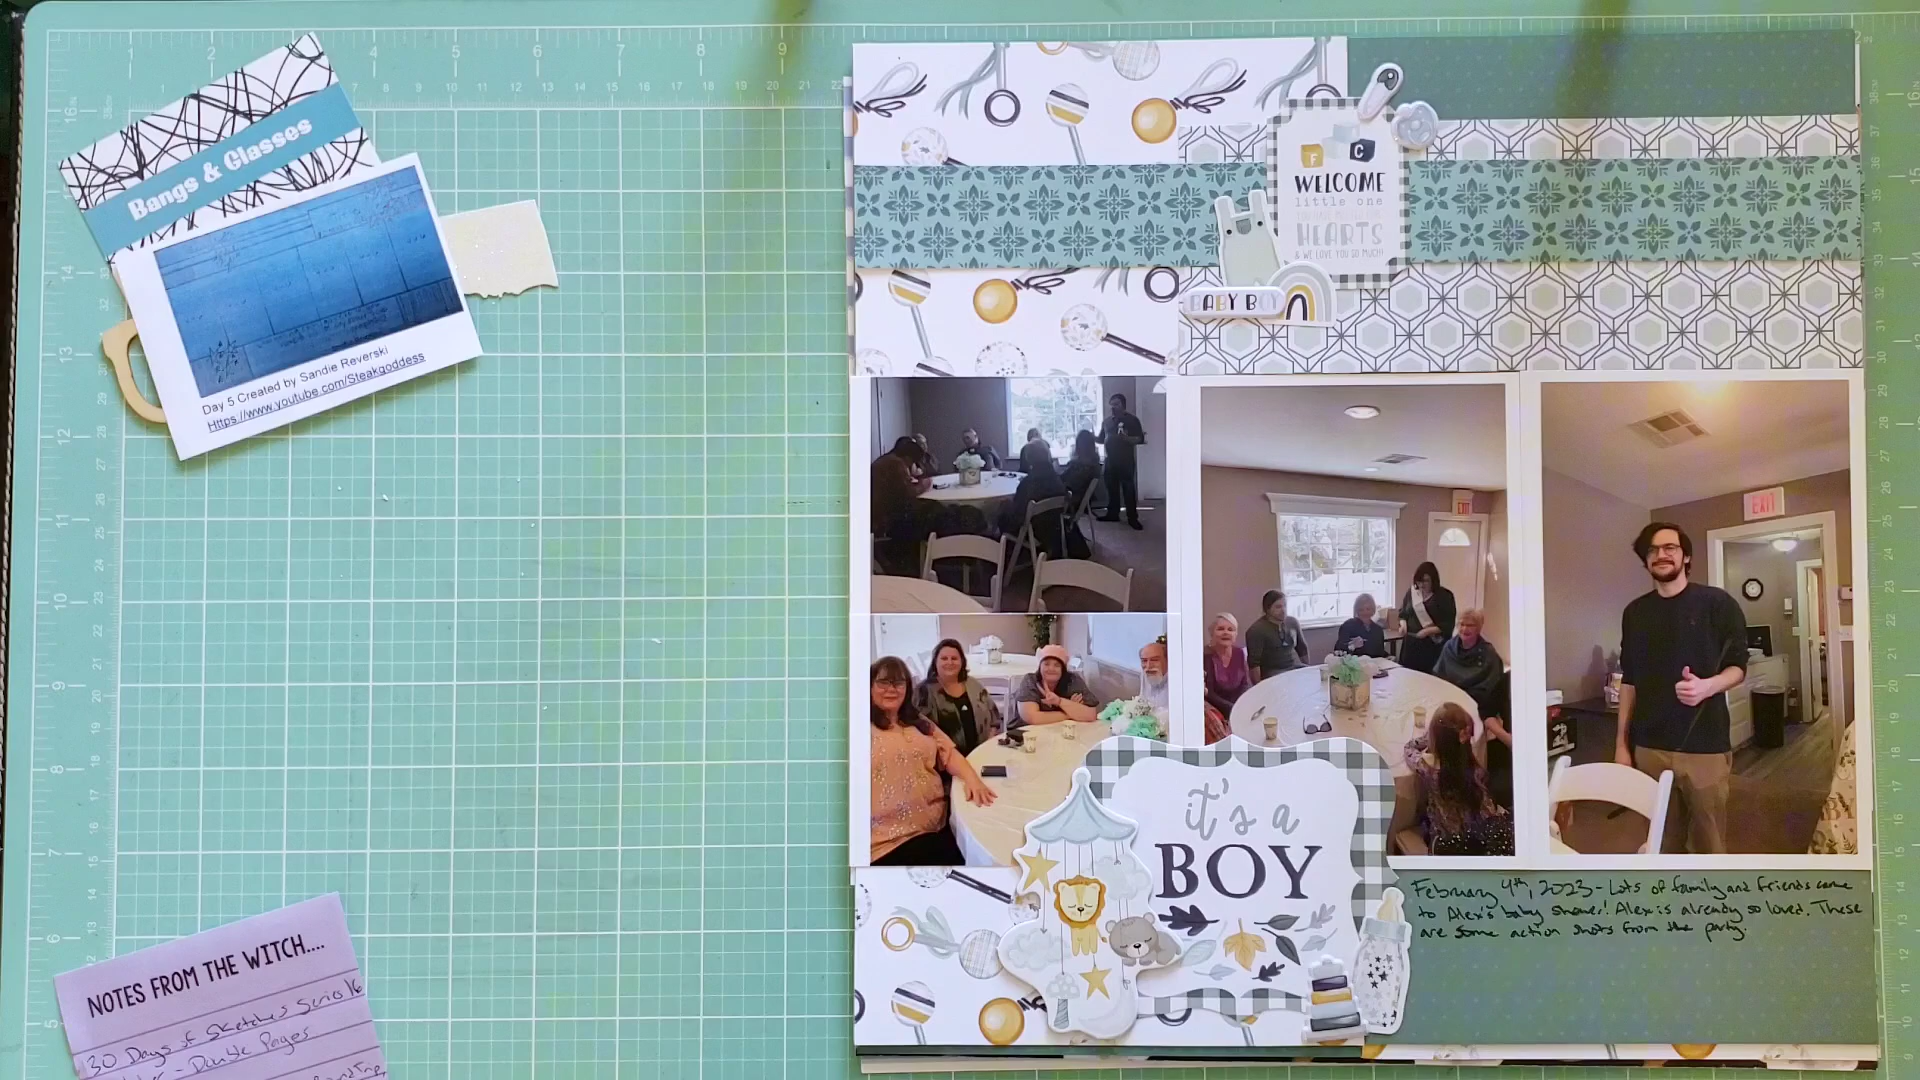 Bangs & Glasses
Day 5 Created by Sandie Reverski
Https://www.youtube.com/Steakgoddess
NOTES FROM THE WITCH....
30 Days of Sketches Series 16
- Double Pages
F C
WELCOME
little one
HEARTS
& WE LOVE YOU SO MUCH!
BABY BOY
EXIT
EXIT
it's a
BOY
February 4th, 2023 - Lots of family and friends came
to Alex's baby shower! Alex is already so loved. These
are some action shots from the party.